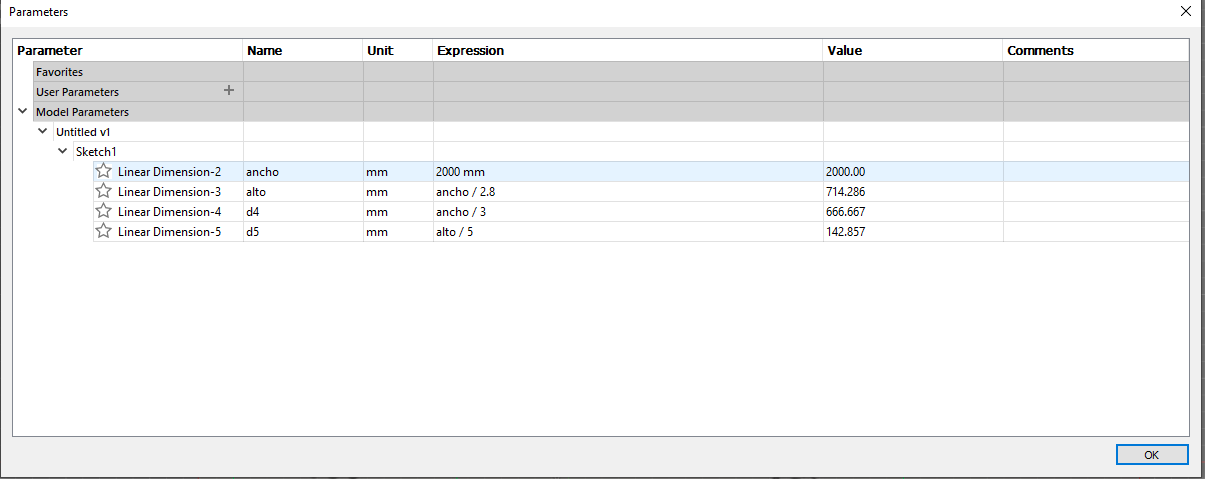 Parameters
Parameter Name Unit Expression Value Comments
Favorites
User Parameters +
Model Parameters
Untitled v1
Sketch1
Linear Dimension-2 ancho mm 2000 mm 2000.00
Linear Dimension-3 alto mm ancho / 2.8 714.286
Linear Dimension-4 d4 mm ancho / 3 666.667
Linear Dimension-5 d5 mm alto / 5 142.857
OK